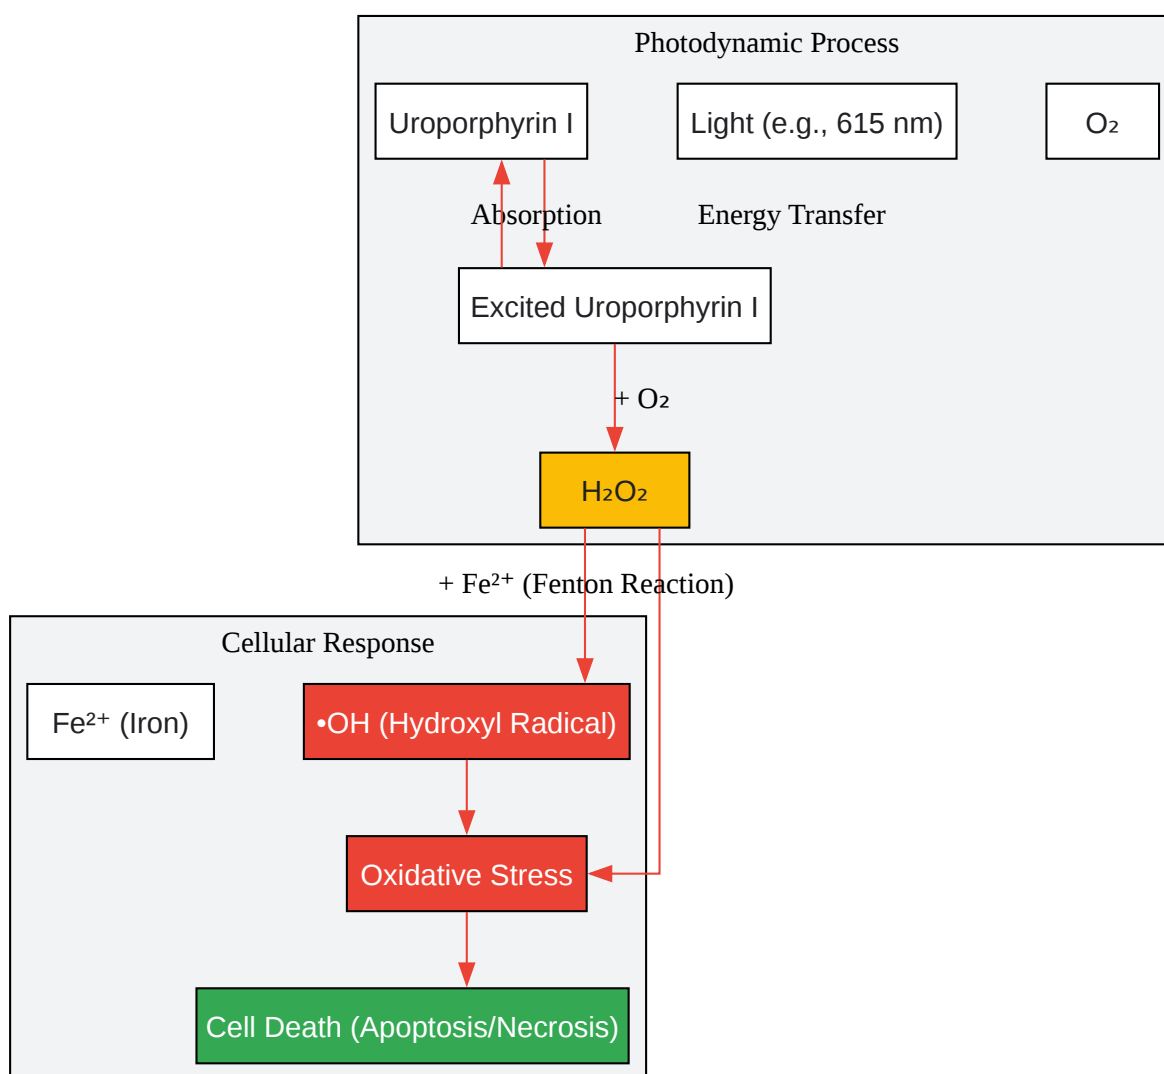 Photodynamic Process
Uroporphyrin I
Light (e.g., 615 nm)
O₂
Absorption
Energy Transfer
Excited Uroporphyrin I
+ O₂
H₂O₂
+ Fe²⁺ (Fenton Reaction)
Cellular Response
Fe²⁺ (Iron)
•OH (Hydroxyl Radical)
Oxidative Stress
Cell Death (Apoptosis/Necrosis)